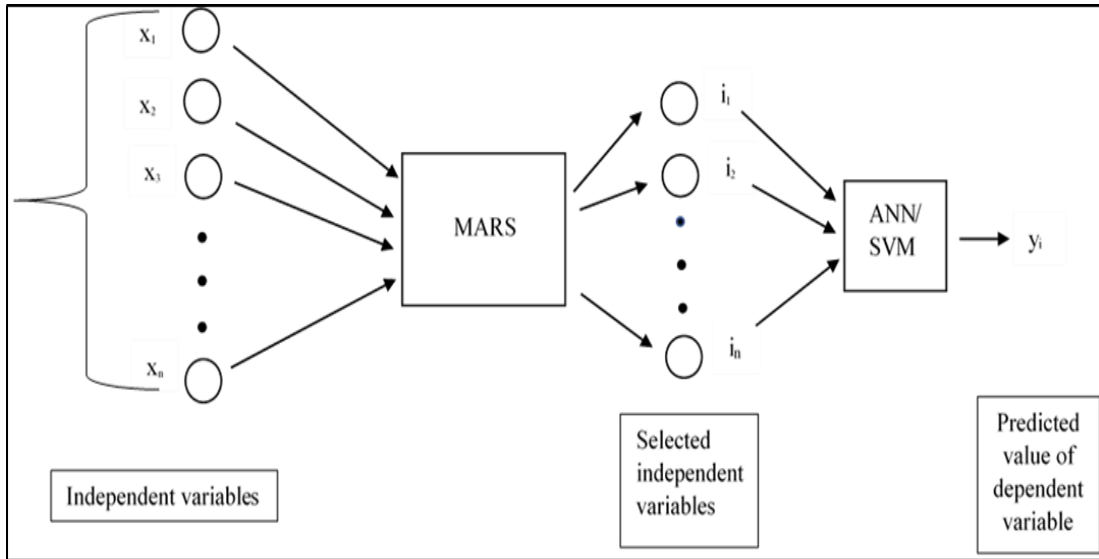 x₁
x₂
x₃
xₙ
MARS
i₁
i₂
iₙ
ANN/
SVM
yᵢ
Independent variables
Selected
independent
variables
Predicted
value of
dependent
variable